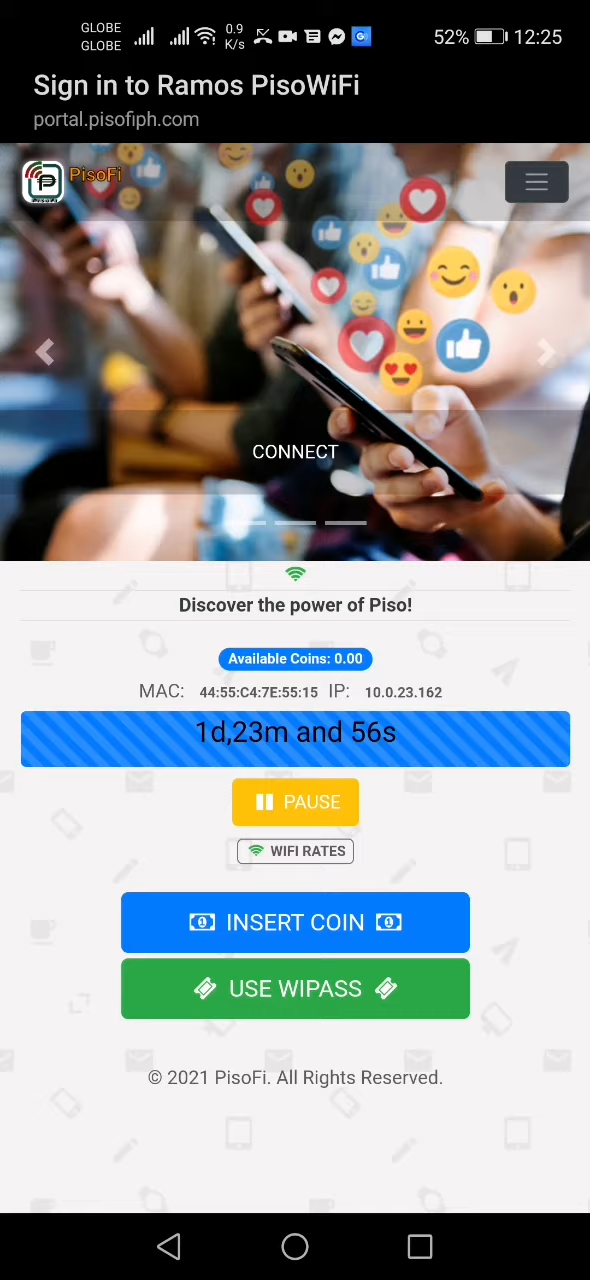 GLOBE
GLOBE
0.9
K/s
52% 12:25
Sign in to Ramos PisoWiFi
portal.pisofiph.com
PisoFi
CONNECT
Discover the power of Piso!
Available Coins: 0.00
MAC: 44:55:C4:7E:55:15 IP: 10.0.23.162
1d,23m and 56s
PAUSE
WIFI RATES
INSERT COIN
USE WIPASS
© 2021 PisoFi. All Rights Reserved.